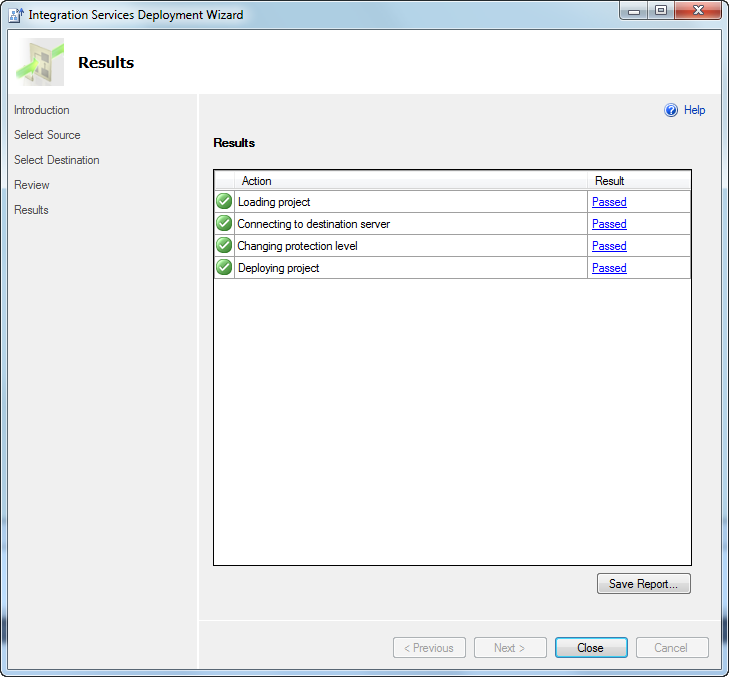 Integration Services Deployment Wizard
Results
Introduction
Select Source
Select Destination
Review
Results
Help
Results
Action Result
Loading project Passed
Connecting to destination server Passed
Changing protection level Passed
Deploying project Passed
Save Report...
< Previous Next > Close Cancel